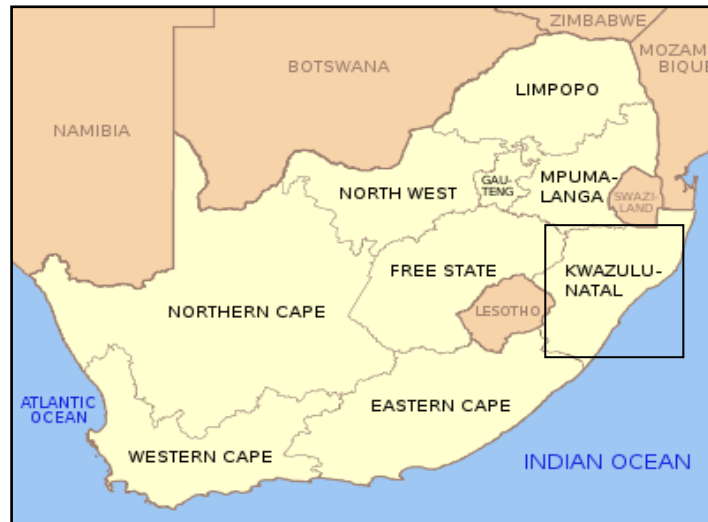 ZIMBABWE
MOZAM
BIQUE
BOTSWANA
LIMPOPO
NAMIBIA
GAU-
TENG
MPUMA-
LANGA
NORTH WEST
SWAZI-
LAND
FREE STATE
KWAZULU-
NATAL
NORTHERN CAPE
LESOTHO
ATLANTIC
OCEAN
EASTERN CAPE
WESTERN CAPE
INDIAN OCEAN